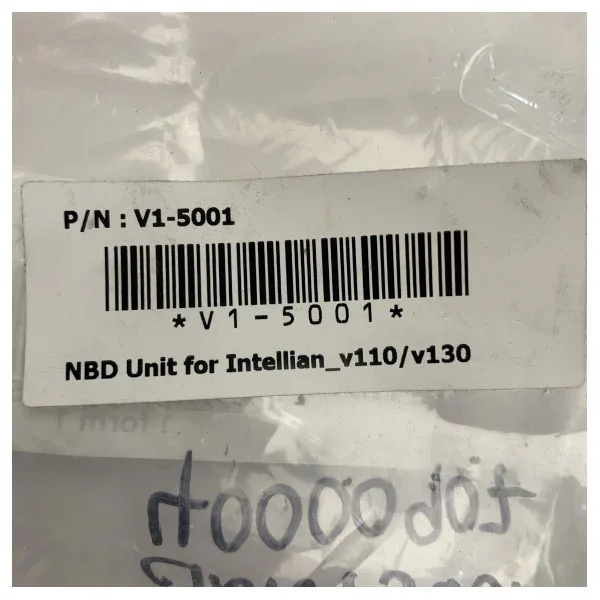 P/N : V1-5001
*V1-5001*
NBD Unit for Intellian_v110/v130